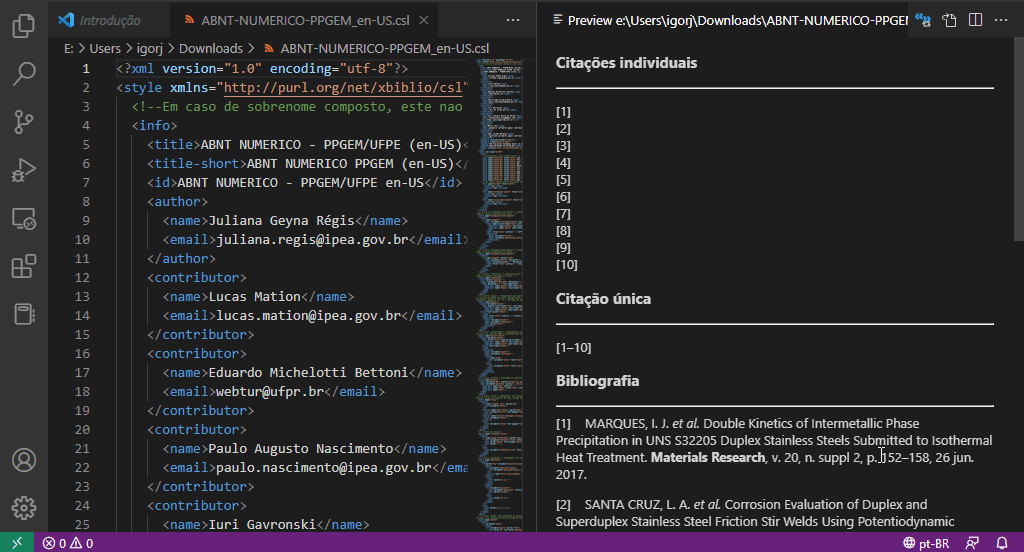 Introdução
ABNT-NUMERICO-PPGEM_en-US.csl
Preview e:\Users\igorj\Downloads\ABNT-NUMERICO-PPGEM
E: > Users > igorj > Downloads > ABNT-NUMERICO-PPGEM_en-US.csl
1 <?xml version="1.0" encoding="utf-8"?>
2 <style xmlns="http://purl.org/net/xbiblio/csl"
3 <!--Em caso de sobrenome composto, este nao
4 <info>
5 <title>ABNT NUMERICO - PPGEM/UFPE (en-US)<
6 <title-short>ABNT NUMERICO PPGEM (en-US)</
7 <id>ABNT NUMERICO - PPGEM/UFPE en-US</id>
8 <author>
9 <name>Juliana Geyna Régis</name>
10 <email>juliana.regis@ipea.gov.br</email>
11 </author>
12 <contributor>
13 <name>Lucas Mation</name>
14 <email>lucas.mation@ipea.gov.br</email>
15 </contributor>
16 <contributor>
17 <name>Eduardo Michelotti Bettoni</name>
18 <email>webtur@ufpr.br</email>
19 </contributor>
20 <contributor>
21 <name>Paulo Augusto Nascimento</name>
22 <email>paulo.nascimento@ipea.gov.br</ema
23 </contributor>
24 <contributor>
25 <name>Iuri Gavronski</name>
Citações individuais
[1]
[2]
[3]
[4]
[5]
[6]
[7]
[8]
[9]
[10]
Citação única
[1–10]
Bibliografia
[1] MARQUES, I. J. et al. Double Kinetics of Intermetallic Phase
Precipitation in UNS S32205 Duplex Stainless Steels Submitted to Isothermal
Heat Treatment. Materials Research, v. 20, n. suppl 2, p. 152–158, 26 jun.
2017.
[2] SANTA CRUZ, L. A. et al. Corrosion Evaluation of Duplex and
Superduplex Stainless Steel Friction Stir Welds Using Potentiodynamic
0 0
pt-BR